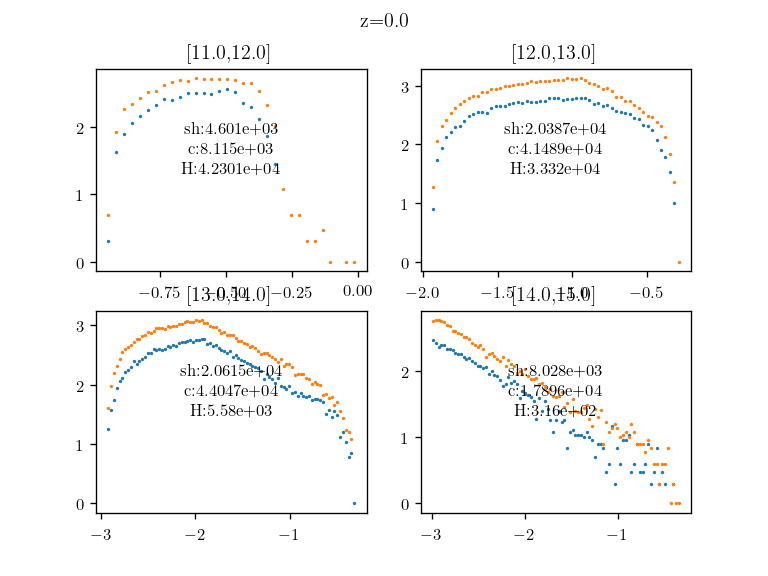 z=0.0
[11.0,12.0]
[12.0,13.0]
2
1
0
sh:4.601e+03
c:8.115e+03
H:4.2301e+04
−0.75
−0.50
−0.25
0.00
3
2
1
0
sh:2.0387e+04
c:4.1489e+04
H:3.332e+04
−2.0
−1.5
−1.0
−0.5
[13.0,14.0]
[14.0,15.0]
3
2
1
0
sh:2.0615e+04
c:4.4047e+04
H:5.58e+03
−3
−2
−1
2
1
0
sh:8.028e+03
c:1.7896e+04
H:3.16e+02
−3
−2
−1